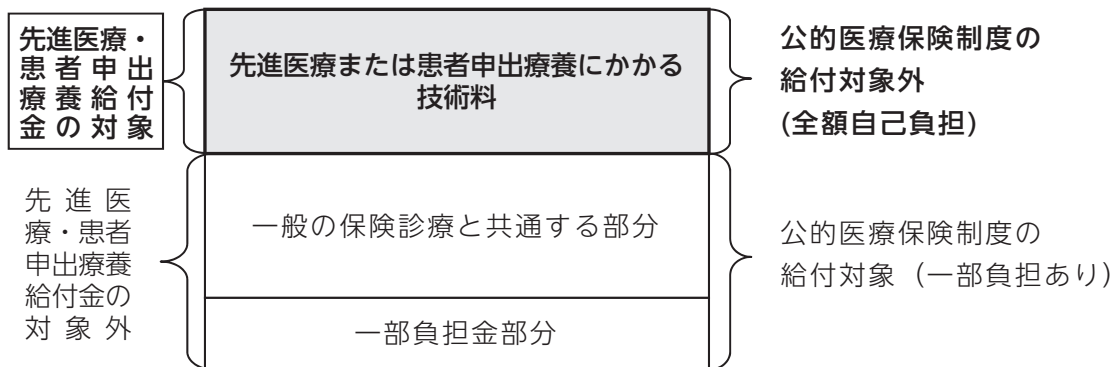 先進医療・
患者申出
療養給付
金の対象
先進医療または患者申出療養にかかる
技術料
公的医療保険制度の
給付対象外
(全額自己負担)
先進医
療・患者
申出療養
給付金の
対象外
一般の保険診療と共通する部分
一部負担金部分
公的医療保険制度の
給付対象（一部負担あり）